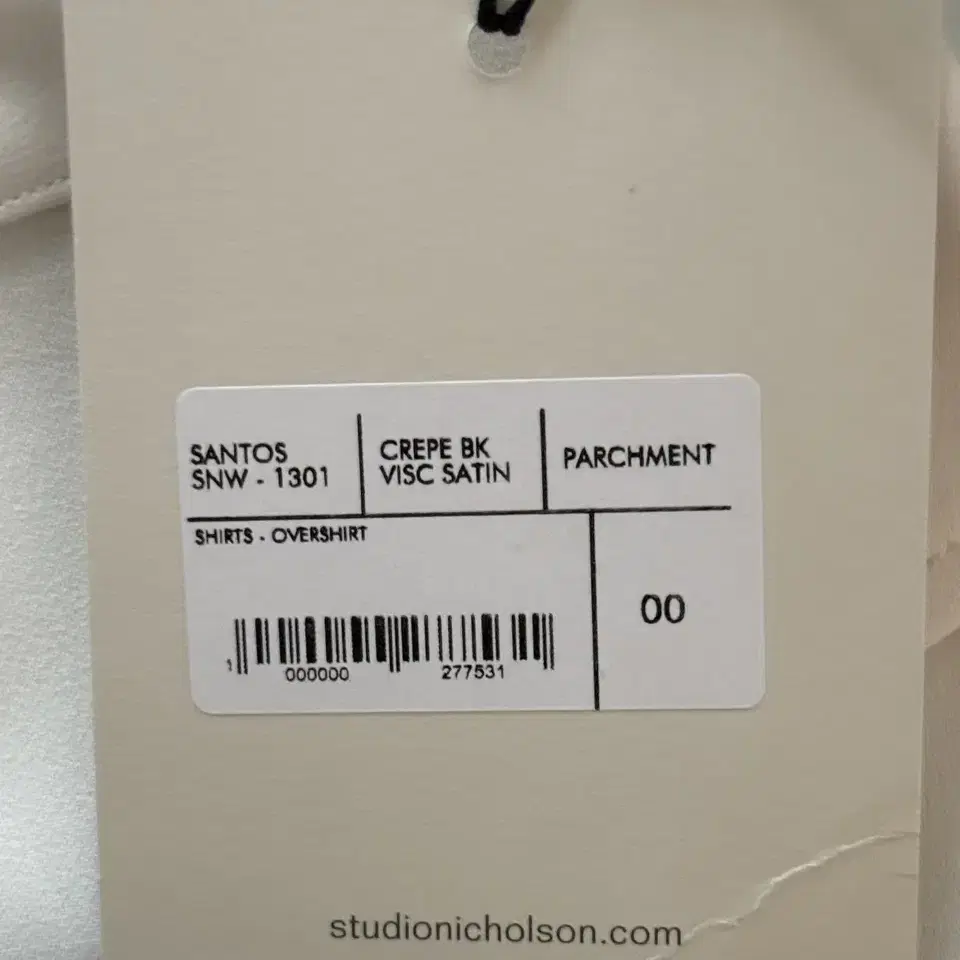 SANTOS
SNW - 1301
CREPE BK
VISC SATIN
PARCHMENT
SHIRTS - OVERSHIRT
00
1 000000 277531
studionicholson.com